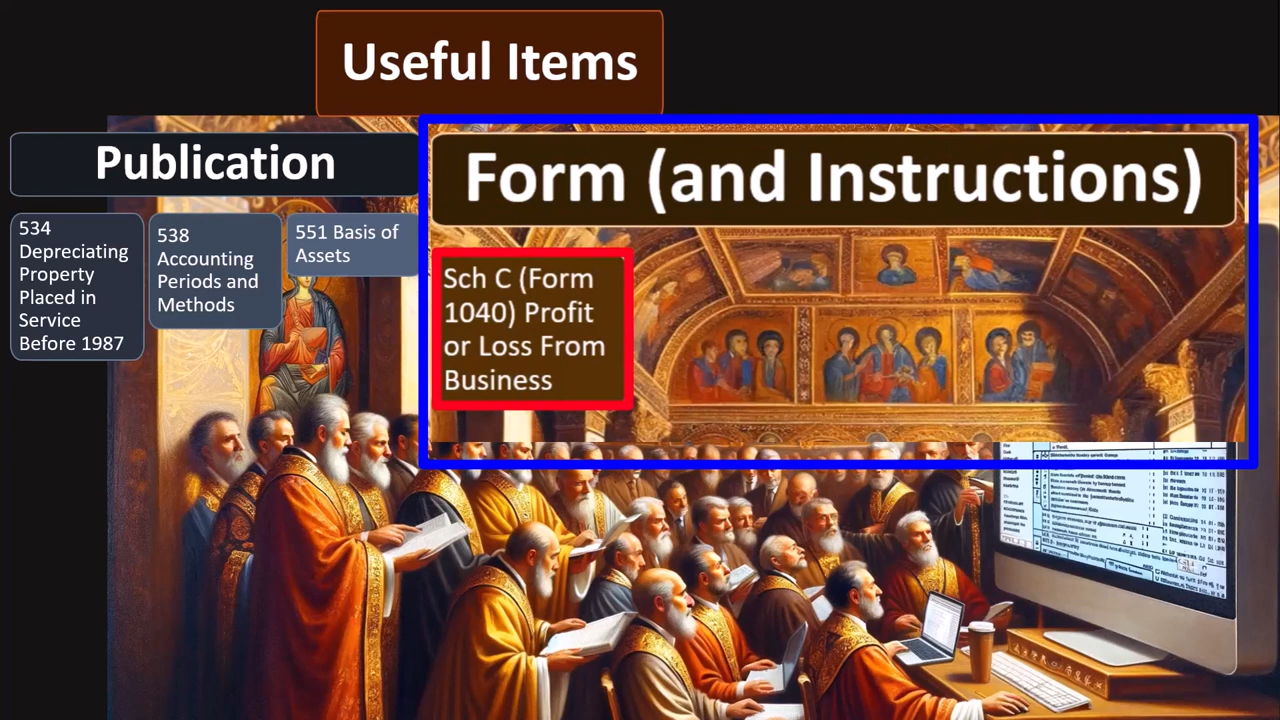 Useful Items
Publication
534
Depreciating
Property
Placed in
Service
Before 1987
538
Accounting
Periods and
Methods
551 Basis of
Assets
Form (and Instructions)
Sch C (Form
1040) Profit
or Loss From
Business